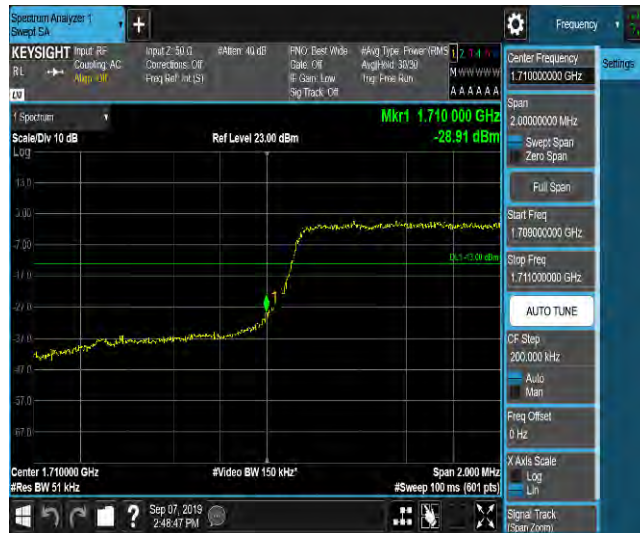 Spectrum Analyzer 1
Swept SA
+
Frequency
KEYSIGHT
RL
Input: RF
Coupling: AC
Align: Off
Input Z: 50 Ω
Corrections: Off
Freq Ref: Int (S)
#Atten: 40 dB
PNO: Best Wide
Gate: Off
IF Gain: Low
Sig Track: Off
#Avg Type: Power (RMS
Avg|Hold: 30/30
Trig: Free Run
M W W W W W
A A A A A A
LW
1 Spectrum
Scale/Div 10 dB
Log
Ref Level 23.00 dBm
Mkr1 1.710 000 GHz
-28.91 dBm
13.0
3.00
-7.00
DL1 -13.00 dBm
-17.0
-27.0
-37.0
-47.0
-57.0
-67.0
1
Center 1.710000 GHz
#Res BW 51 kHz
#Video BW 150 kHz*
Span 2.000 MHz
#Sweep 100 ms (601 pts)
Center Frequency
1.710000000 GHz
Settings
Span
2.00000000 MHz
Swept Span
Zero Span
Full Span
Start Freq
1.709000000 GHz
Stop Freq
1.711000000 GHz
AUTO TUNE
CF Step
200.000 kHz
Auto
Man
Freq Offset
0 Hz
X Axis Scale
Log
Lin
Signal Track
(Span Zoom)
?
Sep 07, 2019
2:48:47 PM